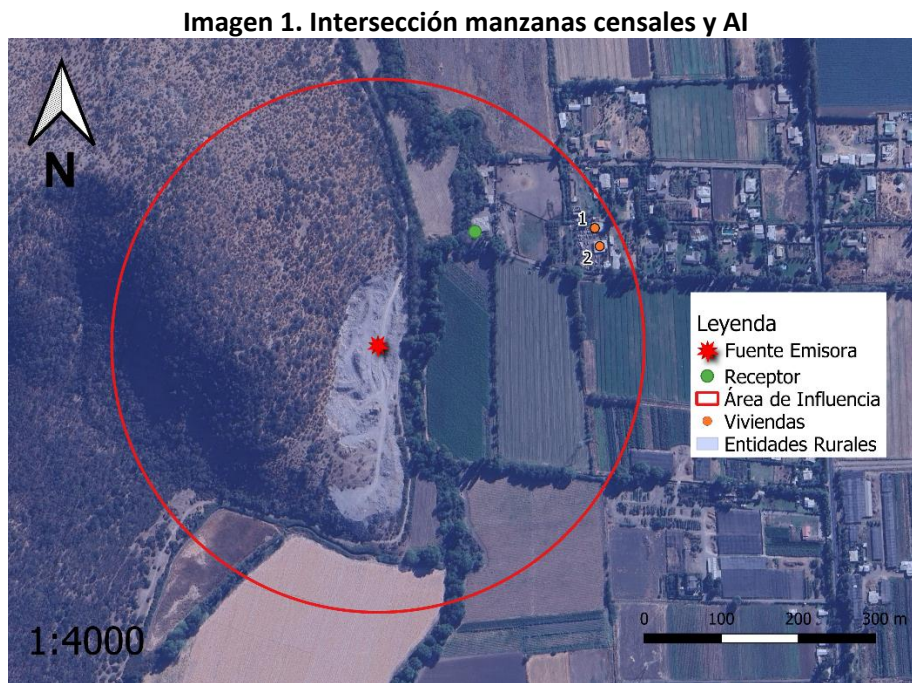 Imagen 1. Intersección manzanas censales y AI
N
1
2
Leyenda
Fuente Emisora
Receptor
Área de Influencia
Viviendas
Entidades Rurales
1:4000
0 100 200 300 m